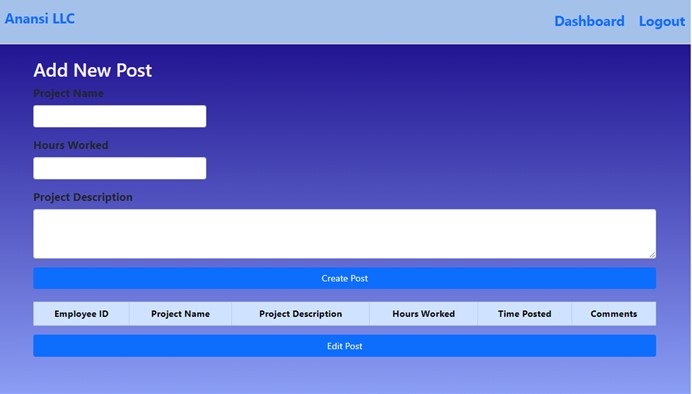 Anansi LLC
Dashboard Logout
Add New Post
Project Name
Hours Worked
Project Description
Create Post
Employee ID Project Name Project Description Hours Worked Time Posted Comments
Edit Post